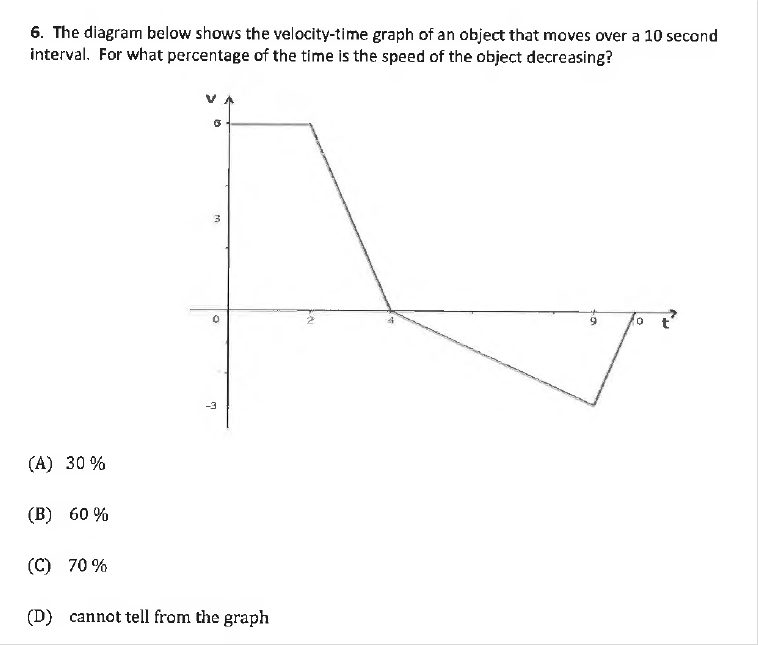 6. The diagram below shows the velocity-time graph of an object that moves over a 10 second
interval. For what percentage of the time is the speed of the object decreasing?
V
6
3
0 2 4 9 10 t
-3
(A) 30 %
(B) 60 %
(C) 70 %
(D) cannot tell from the graph